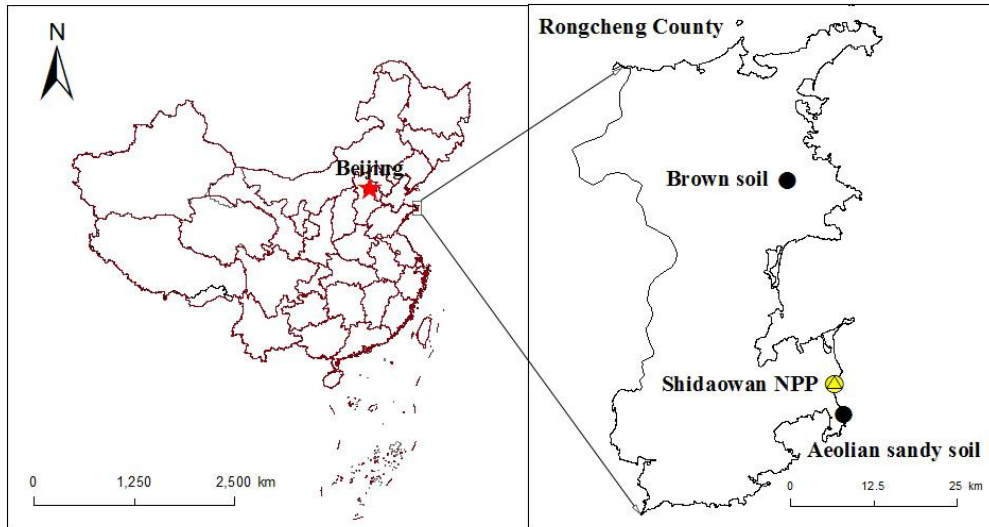 N
Beijing
0 1,250 2,500 km
Rongcheng County
Brown soil
Shidaowan NPP
Aeolian sandy soil
0 12.5 25 km